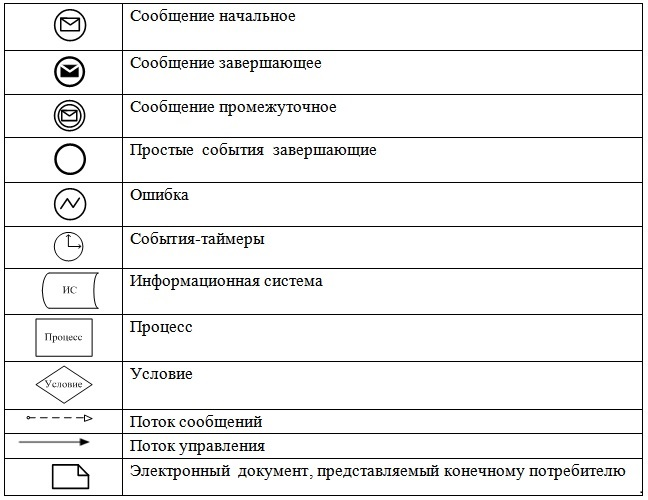 Сообщение начальное
Сообщение завершающее
Сообщение промежуточное
Простые события завершающие
Ошибка
События-таймеры
ИС
Информационная система
Процесс
Процесс
Условие
Условие
Поток сообщений
Поток управления
Электронный документ, представляемый конечному потребителю